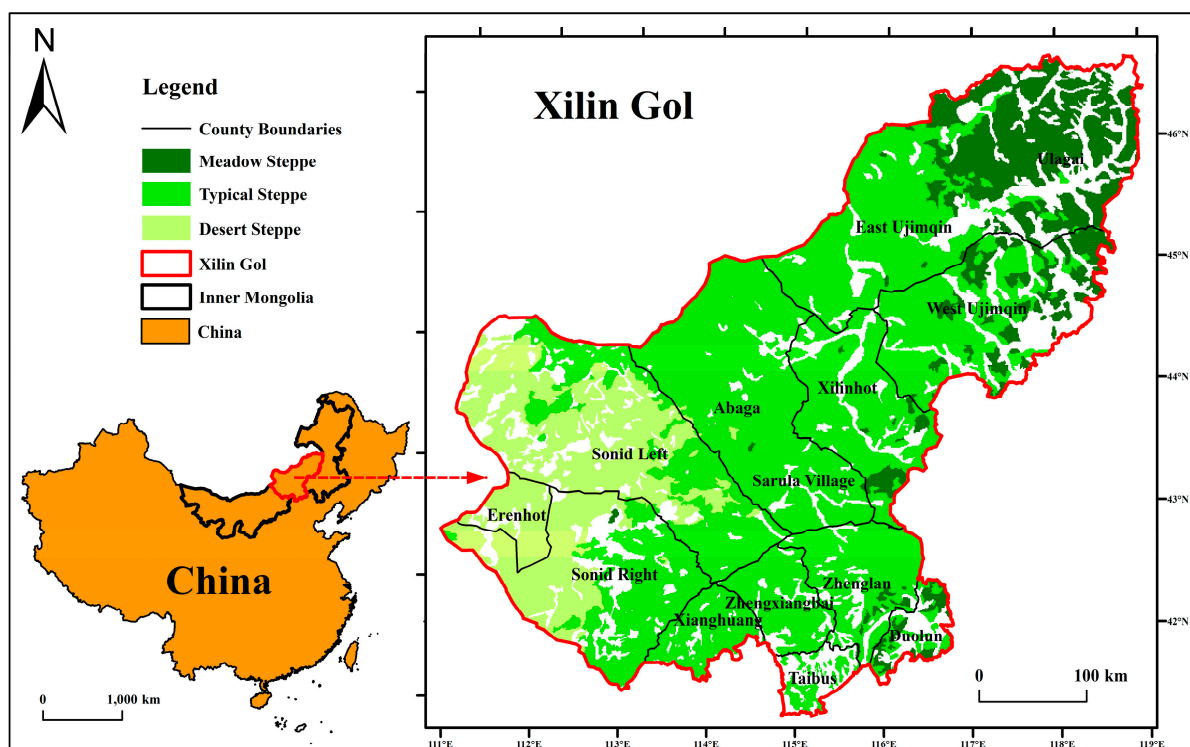 N
Legend
County Boundaries
Meadow Steppe
Typical Steppe
Desert Steppe
Xilin Gol
Inner Mongolia
China
China
0 1,000 km
Xilin Gol
Ulagai
East Ujimqin
West Ujimqin
Xilinhot
Abaga
Sonid Left
Sarula Village
Erenhot
Sonid Right
Zhenglan
Zhengxiangbai
Xianghuang
Duolun
Taibus
0 100 km
46°N
45°N
44°N
43°N
42°N
111°E 112°E 113°E 114°E 115°E 116°E 117°E 118°E 119°E